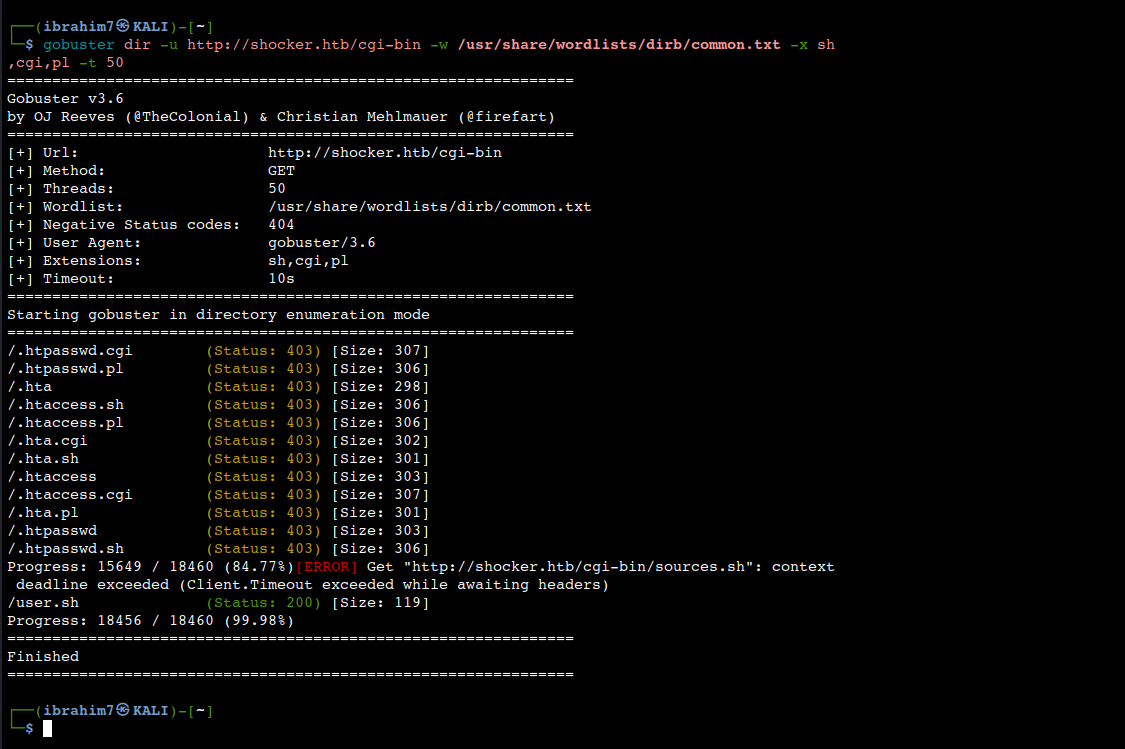 ┌──(ibrahim7㉿KALI)-[~]
└─$ gobuster dir -u http://shocker.htb/cgi-bin -w /usr/share/wordlists/dirb/common.txt -x sh
,cgi,pl -t 50
===============================================================
Gobuster v3.6
by OJ Reeves (@TheColonial) & Christian Mehlmauer (@firefart)
===============================================================
[+] Url:                     http://shocker.htb/cgi-bin
[+] Method:                  GET
[+] Threads:                 50
[+] Wordlist:                /usr/share/wordlists/dirb/common.txt
[+] Negative Status codes:   404
[+] User Agent:              gobuster/3.6
[+] Extensions:              sh,cgi,pl
[+] Timeout:                 10s
===============================================================
Starting gobuster in directory enumeration mode
===============================================================
/.htpasswd.cgi        (Status: 403) [Size: 307]
/.htpasswd.pl         (Status: 403) [Size: 306]
/.hta                 (Status: 403) [Size: 298]
/.htaccess.sh         (Status: 403) [Size: 306]
/.htaccess.pl         (Status: 403) [Size: 306]
/.hta.cgi             (Status: 403) [Size: 302]
/.hta.sh              (Status: 403) [Size: 301]
/.htaccess            (Status: 403) [Size: 303]
/.htaccess.cgi        (Status: 403) [Size: 307]
/.hta.pl              (Status: 403) [Size: 301]
/.htpasswd            (Status: 403) [Size: 303]
/.htpasswd.sh         (Status: 403) [Size: 306]
Progress: 15649 / 18460 (84.77%)[ERROR] Get "http://shocker.htb/cgi-bin/sources.sh": context
 deadline exceeded (Client.Timeout exceeded while awaiting headers)
/user.sh              (Status: 200) [Size: 119]
Progress: 18456 / 18460 (99.98%)
===============================================================
Finished
===============================================================
┌──(ibrahim7㉿KALI)-[~]
└─$